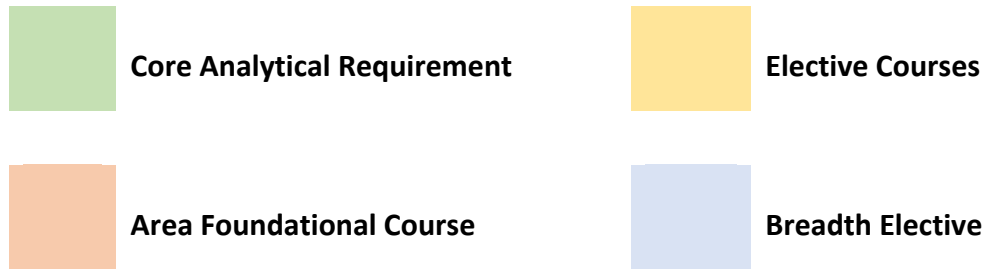 Core Analytical Requirement
Elective Courses
Area Foundational Course
Breadth Elective